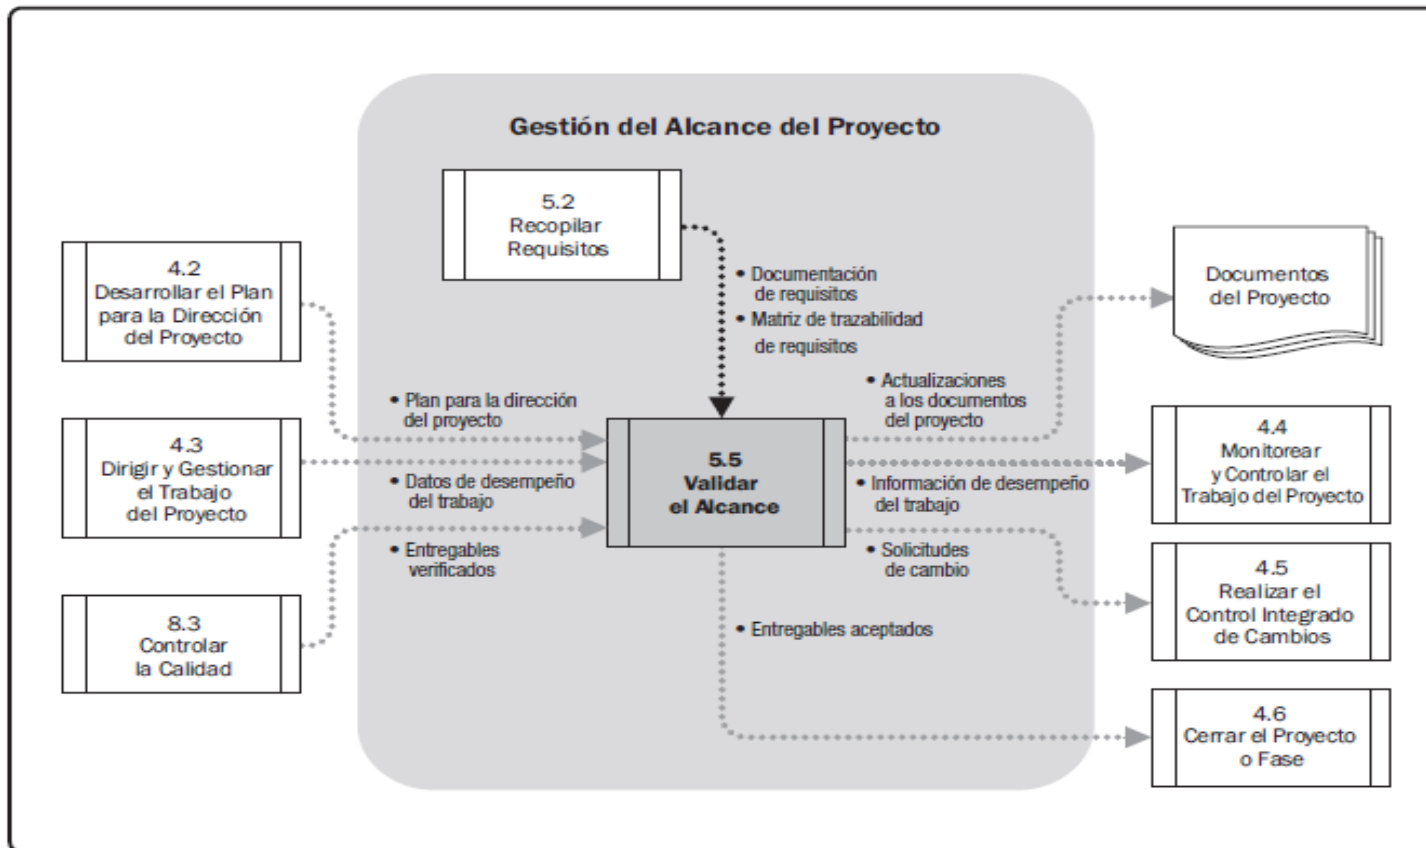 Gestión del Alcance del Proyecto
5.2
Recopilar
Requisitos
4.2
Desarrollar el Plan
para la Dirección
del Proyecto
• Documentación
de requisitos
• Matriz de trazabilidad
de requisitos
Documentos
del Proyecto
• Plan para la dirección
del proyecto
• Actualizaciones
a los documentos
del proyecto
4.3
Dirigir y Gestionar
el Trabajo
del Proyecto
• Datos de desempeño
del trabajo
5.5
Validar
el Alcance
• Información de desempeño
del trabajo
4.4
Monitorear
y Controlar el
Trabajo del Proyecto
• Entregables
verificados
• Solicitudes
de cambio
4.5
Realizar el
Control Integrado
de Cambios
8.3
Controlar
la Calidad
• Entregables aceptados
4.6
Cerrar el Proyecto
o Fase